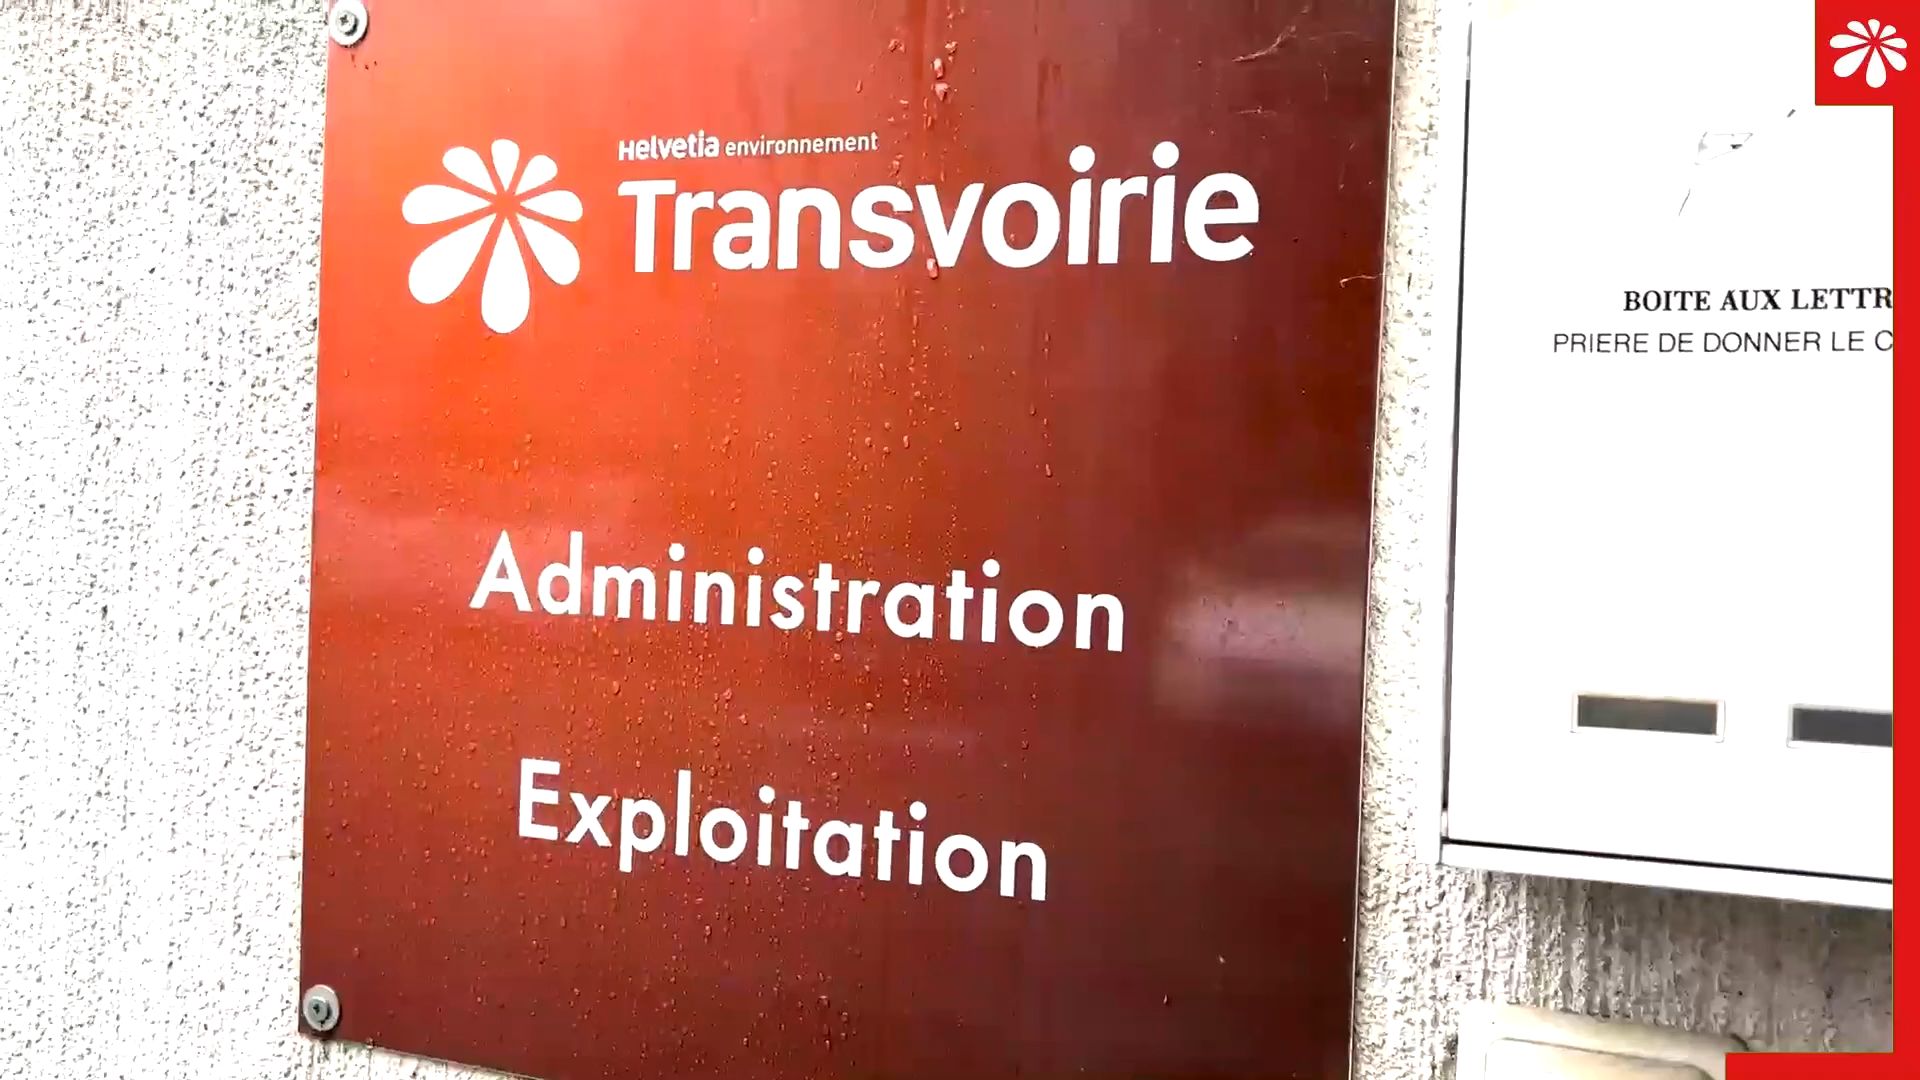 Helvetia environnement
Transvoirie
Administration
Exploitation
BOITE AUX LETTR
PRIERE DE DONNER LE C